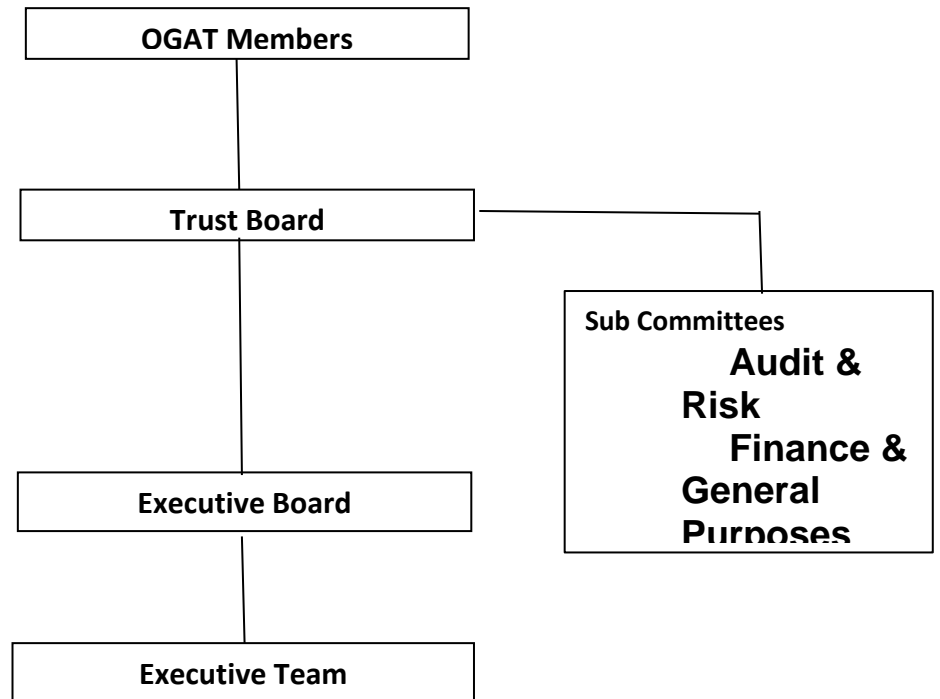 OGAT Members
Trust Board
Sub Committees
Audit &
Risk
Finance &
General
Purposes
Executive Board
Executive Team